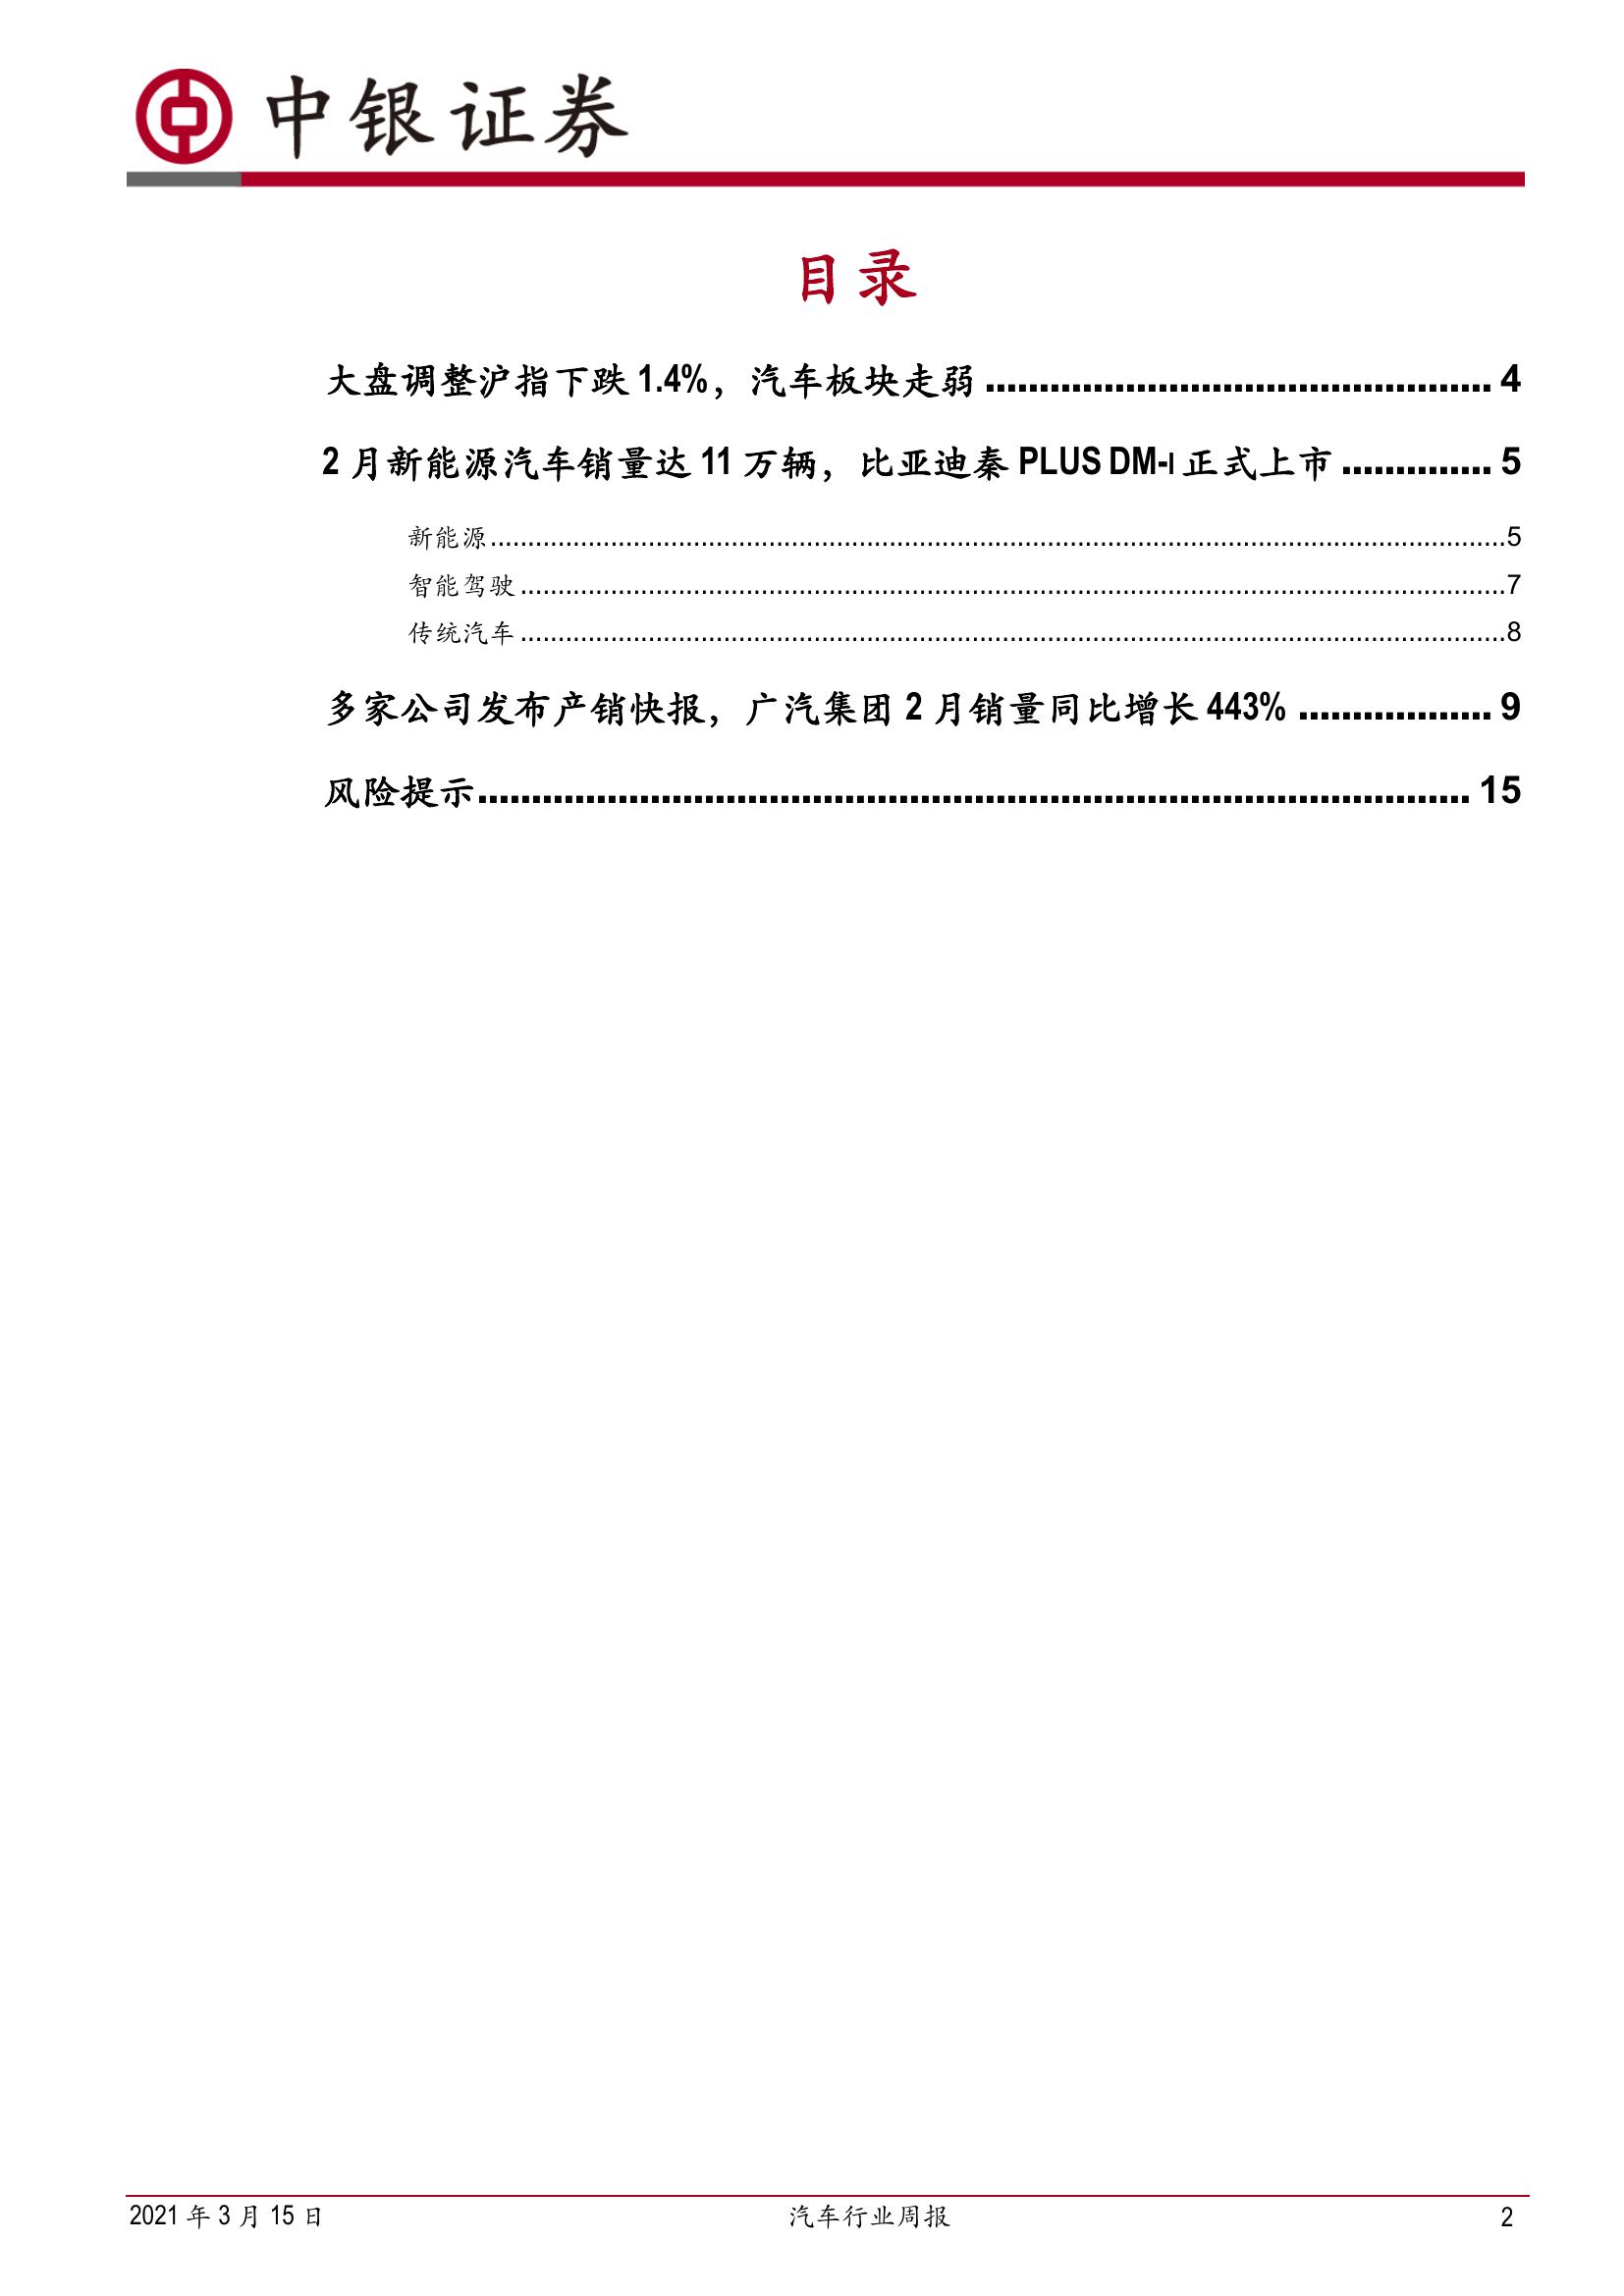 中银证券
目录
大盘调整沪指下跌 1.4%，汽车板块走弱 ............................................... 4
2 月新能源汽车销量达 11 万辆，比亚迪秦 PLUS DM-I 正式上市 .............. 5
新能源 ........................................................................................................................................5
智能驾驶 ....................................................................................................................................7
传统汽车 ....................................................................................................................................8
多家公司发布产销快报，广汽集团 2 月销量同比增长 443% .................. 9
风险提示 ............................................................................................. 15
2021 年 3 月 15 日 汽车行业周报 2